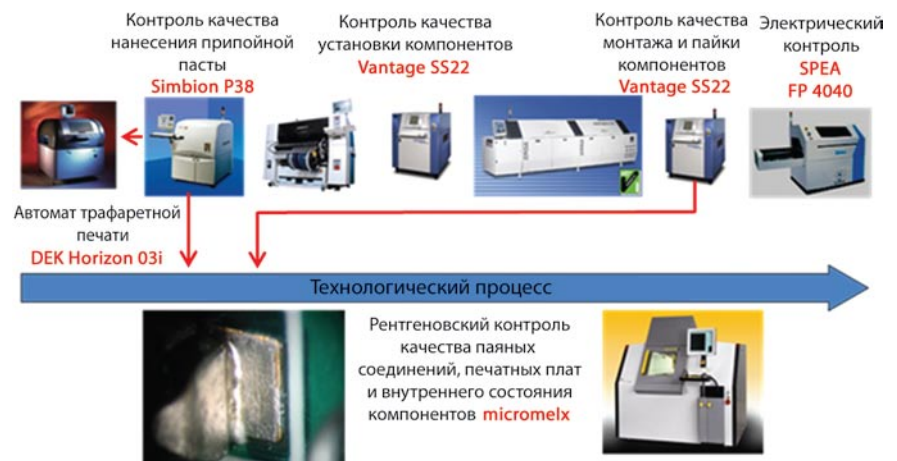 Контроль качества
нанесения припойной
пасты
Simbion P38
Контроль качества
установки компонентов
Vantage SS22
Контроль качества
монтажа и пайки
компонентов
Vantage SS22
Электрический
контроль
SPEA
FP 4040
Автомат трафаретной
печати
DEK Horizon 03i
Технологический процесс
Рентгеновский контроль
качества паяных
соединений, печатных плат
и внутреннего состояния
компонентов micromelx